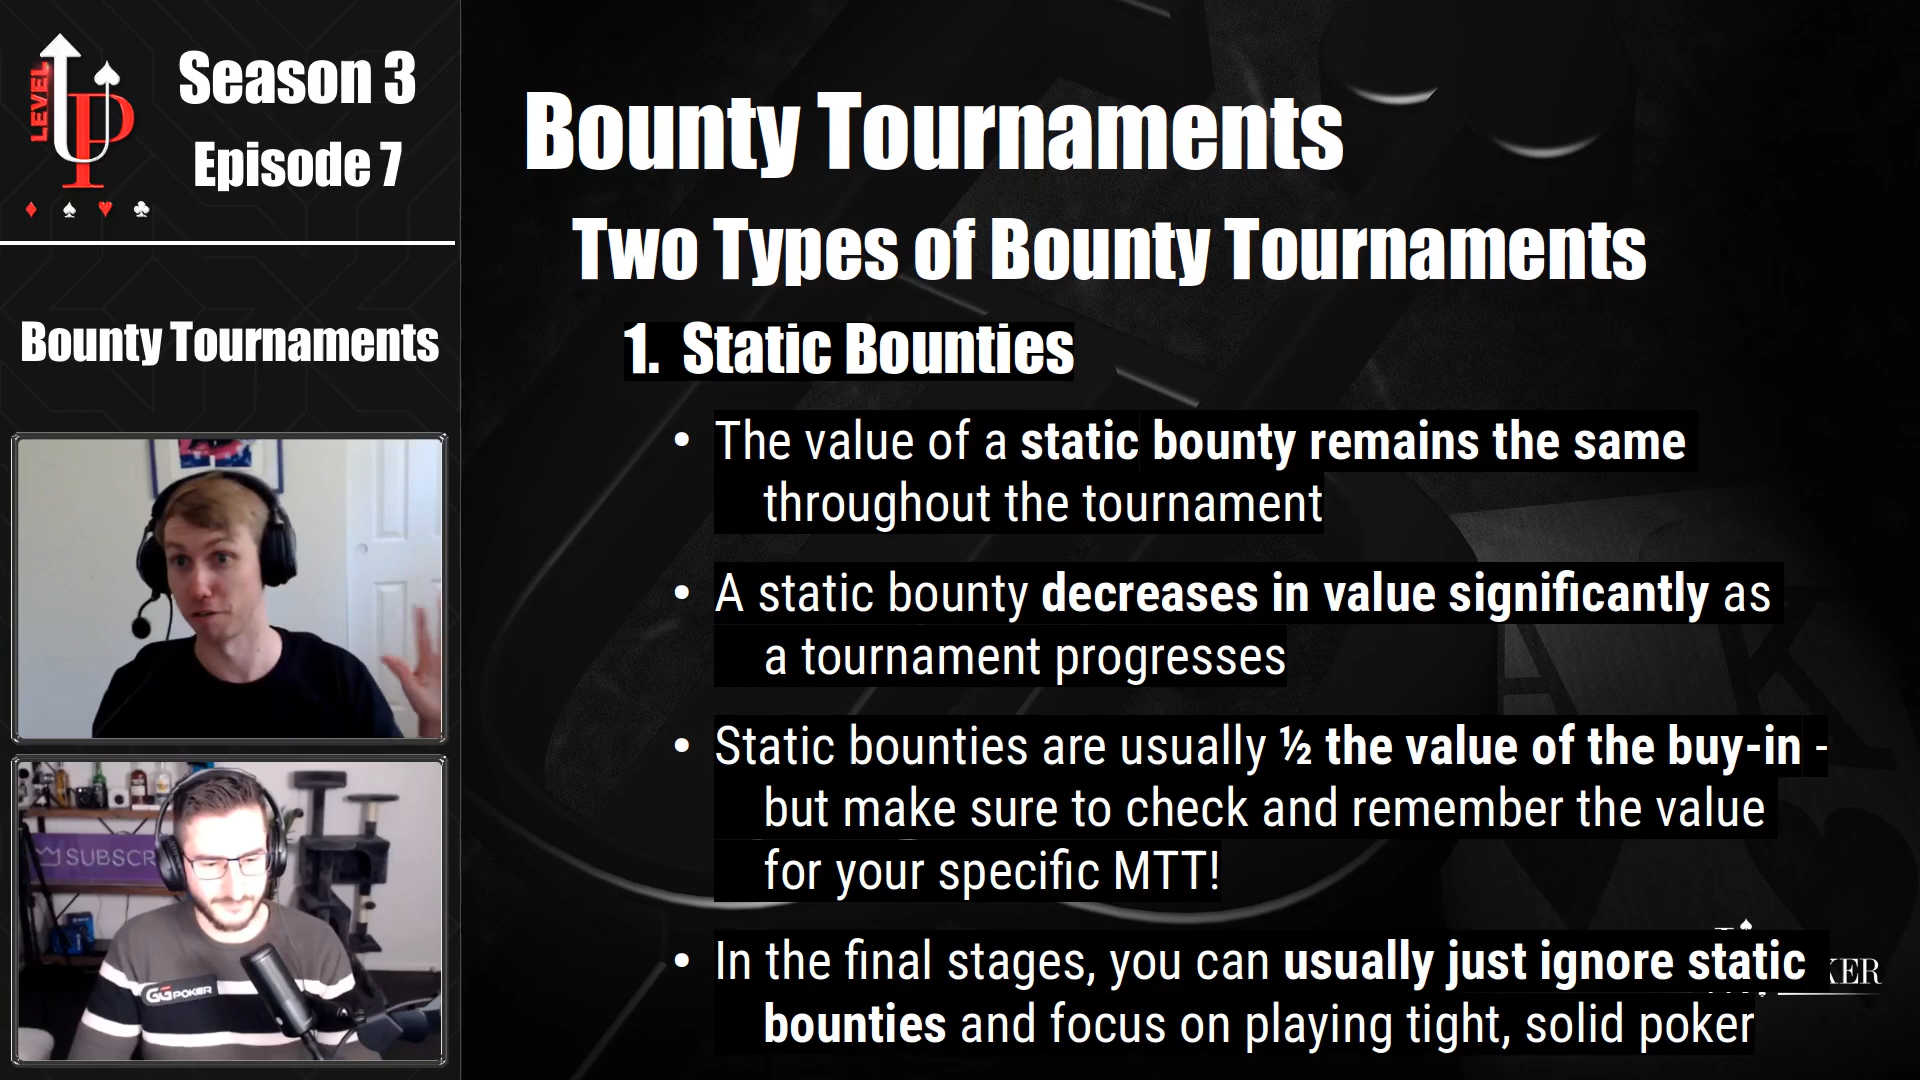 LEVEL
UP
Season 3
Episode 7
Bounty Tournaments
SUBSCR
GGPOKER
Bounty Tournaments
Two Types of Bounty Tournaments
1. Static Bounties
• The value of a static bounty remains the same
throughout the tournament
• A static bounty decreases in value significantly as
a tournament progresses
• Static bounties are usually ½ the value of the buy-in -
but make sure to check and remember the value
for your specific MTT!
• In the final stages, you can usually just ignore static
bounties and focus on playing tight, solid poker
KER